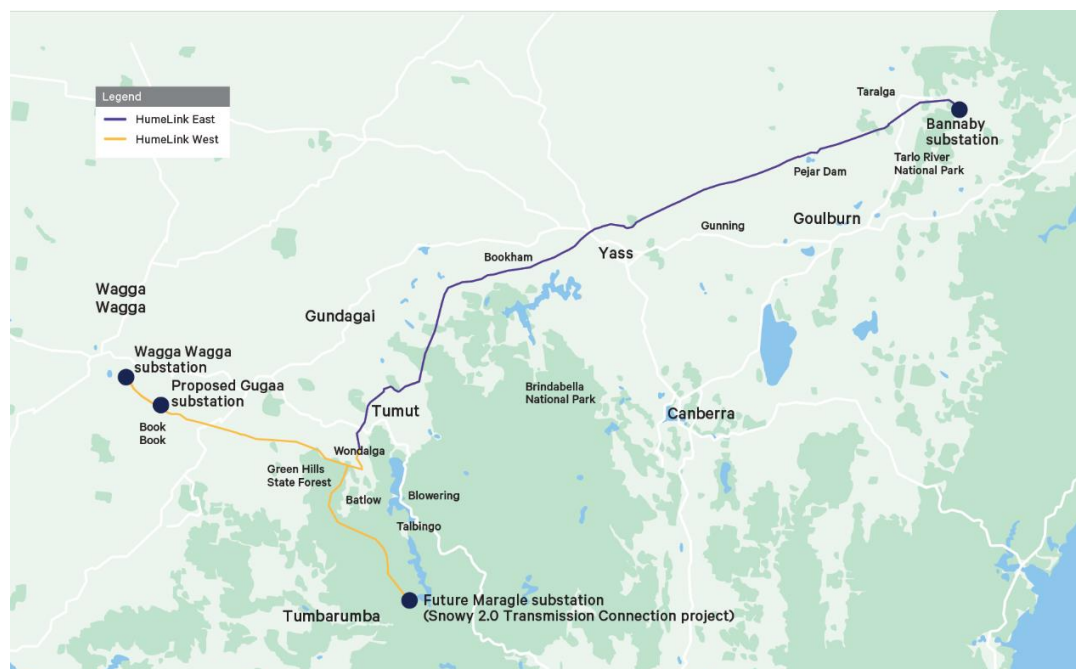 Legend
HumeLink East
HumeLink West
Taralga
Bannaby
substation
Tarlo River
National Park
Pejar Dam
Goulburn
Gunning
Yass
Bookham
Wagga
Wagga
Gundagai
Wagga Wagga
substation
Proposed Gugaa
substation
Book
Book
Brindabella
National Park
Canberra
Tumut
Wondalga
Green Hills
State Forest
Batlow
Blowering
Talbingo
Tumbarumba
Future Maragle substation
(Snowy 2.0 Transmission Connection project)